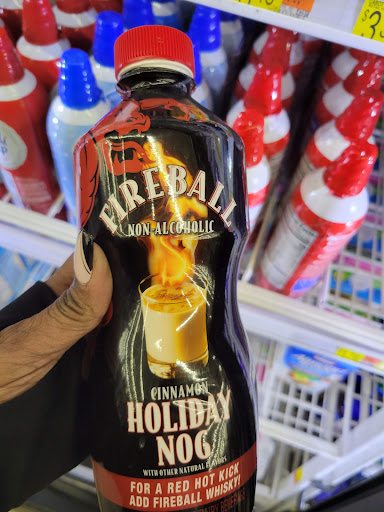 FIREBALL
NON-ALCOHOLIC
CINNAMON
HOLIDAY
NOG
WITH OTHER NATURAL FLAVORS
FOR A RED HOT KICK
ADD FIREBALL WHISKY!